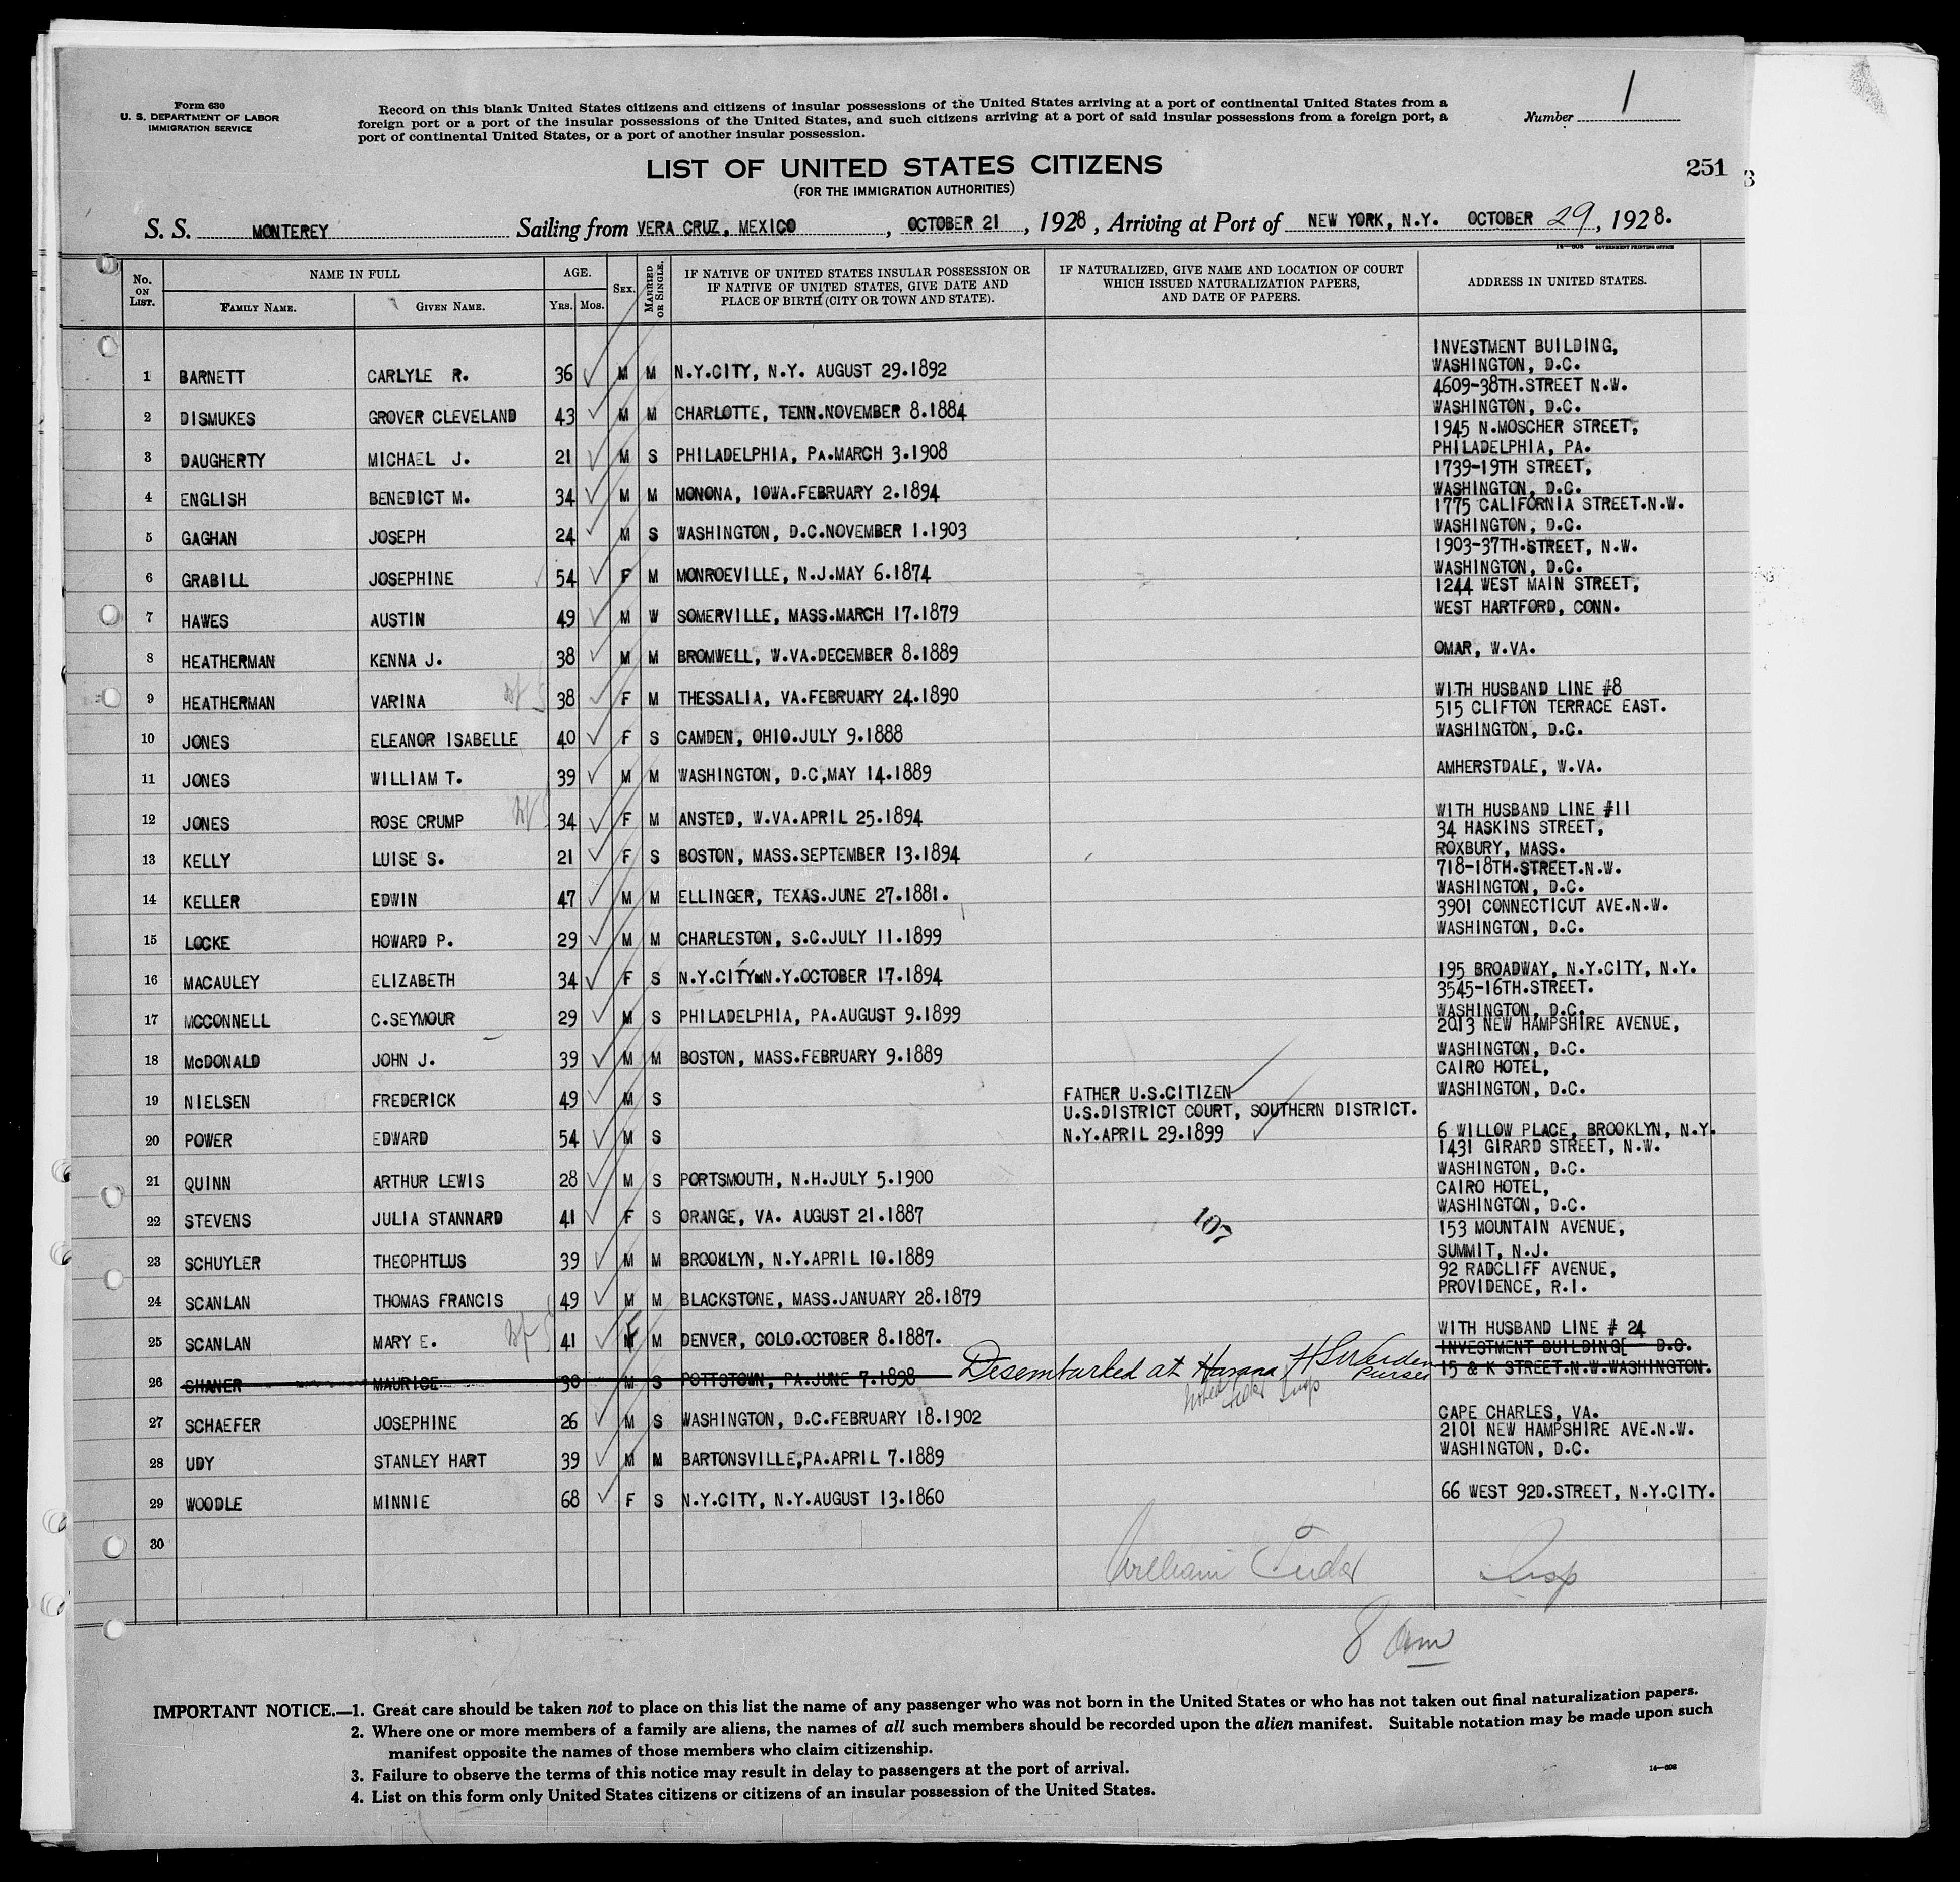 Form 630
U. S. DEPARTMENT OF LABOR
IMMIGRATION SERVICE
Record on this blank United States citizens and citizens of insular possessions of the United States arriving at a port of continental United States from a
foreign port or a port of the insular possessions of the United States, and such citizens arriving at a port of said insular possessions from a foreign port, a
port of continental United States, or a port of another insular possession.
Number 1
LIST OF UNITED STATES CITIZENS
(FOR THE IMMIGRATION AUTHORITIES)
251
3
S. S. MONTEREY Sailing from VERA CRUZ, MEXICO , OCTOBER 21 , 1928 , Arriving at Port of NEW YORK, N.Y. OCTOBER 29 , 1928.
14—608 GOVERNMENT PRINTING OFFICE
No. ON LIST.
NAME IN FULL
FAMILY NAME. GIVEN NAME.
AGE.
Yrs. Mos.
SEX.
MARRIED OR SINGLE.
IF NATIVE OF UNITED STATES INSULAR POSSESSION OR
IF NATIVE OF UNITED STATES, GIVE DATE AND
PLACE OF BIRTH (CITY OR TOWN AND STATE).
IF NATURALIZED, GIVE NAME AND LOCATION OF COURT
WHICH ISSUED NATURALIZATION PAPERS,
AND DATE OF PAPERS.
ADDRESS IN UNITED STATES.
INVESTMENT BUILDING,
1 BARNETT CARLYLE R. 36 M M N.Y.CITY, N.Y. AUGUST 29.1892 WASHINGTON, D.C.
4609-38TH.STREET N.W.
2 DISMUKES GROVER CLEVELAND 43 M M CHARLOTTE, TENN.NOVEMBER 8.1884 WASHINGTON, D.C.
1945 N.MOSCHER STREET,
3 DAUGHERTY MICHAEL J. 21 M S PHILADELPHIA, PA.MARCH 3.1908 PHILADELPHIA, PA.
1739-19TH STREET,
4 ENGLISH BENEDICT M. 34 M M MONONA, IOWA.FEBRUARY 2.1894 WASHINGTON, D.C.
1775 CALIFORNIA STREET.N.W.
5 GAGHAN JOSEPH 24 M S WASHINGTON, D.C.NOVEMBER 1.1903 WASHINGTON, D.C.
1903-37TH.STREET, N.W.
6 GRABILL JOSEPHINE 54 F M MONROEVILLE, N.J.MAY 6.1874 WASHINGTON, D.C.
1244 WEST MAIN STREET,
7 HAWES AUSTIN 49 M W SOMERVILLE, MASS.MARCH 17.1879 WEST HARTFORD, CONN.
8 HEATHERMAN KENNA J. 38 M M BROMWELL, W.VA.DECEMBER 8.1889 OMAR, W.VA.
9 HEATHERMAN VARINA 38 F M THESSALIA, VA.FEBRUARY 24.1890 WITH HUSBAND LINE #8
515 CLIFTON TERRACE EAST.
10 JONES ELEANOR ISABELLE 40 F S CAMDEN, OHIO.JULY 9.1888 WASHINGTON, D.C.
11 JONES WILLIAM T. 39 M M WASHINGTON, D.C,MAY 14.1889 AMHERSTDALE, W.VA.
12 JONES ROSE CRUMP 34 F M ANSTED, W.VA.APRIL 25.1894 WITH HUSBAND LINE #11
34 HASKINS STREET,
13 KELLY LUISE S. 21 F S BOSTON, MASS.SEPTEMBER 13.1894 ROXBURY, MASS.
718-18TH.STREET.N.W.
14 KELLER EDWIN 47 M M ELLINGER, TEXAS.JUNE 27.1881. WASHINGTON, D.C.
3901 CONNECTICUT AVE.N.W.
15 LOCKE HOWARD P. 29 M M CHARLESTON, S.C.JULY 11.1899 WASHINGTON, D.C.
16 MACAULEY ELIZABETH 34 F S N.Y.CITY N.Y.OCTOBER 17.1894 195 BROADWAY, N.Y.CITY, N.Y.
3545-16TH.STREET.
17 MCCONNELL C.SEYMOUR 29 M S PHILADELPHIA, PA.AUGUST 9.1899 WASHINGTON, D.C.
2013 NEW HAMPSHIRE AVENUE,
18 McDONALD JOHN J. 39 M M BOSTON, MASS.FEBRUARY 9.1889 WASHINGTON, D.C.
CAIRO HOTEL,
19 NIELSEN FREDERICK 49 M S FATHER U.S.CITIZEN WASHINGTON, D.C.
U.S.DISTRICT COURT, SOUTHERN DISTRICT.
20 POWER EDWARD 54 M S N.Y.APRIL 29.1899 6 WILLOW PLACE, BROOKLYN, N.Y.
1431 GIRARD STREET, N.W.
21 QUINN ARTHUR LEWIS 28 M S PORTSMOUTH, N.H.JULY 5.1900 WASHINGTON, D.C.
CAIRO HOTEL,
22 STEVENS JULIA STANNARD 41 F S ORANGE, VA. AUGUST 21.1887 WASHINGTON, D.C.
107
153 MOUNTAIN AVENUE,
23 SCHUYLER THEOPHTLUS 39 M M BROOKLYN, N.Y.APRIL 10.1889 SUMMIT, N.J.
92 RADCLIFF AVENUE,
24 SCANLAN THOMAS FRANCIS 49 M M BLACKSTONE, MASS.JANUARY 28.1879 PROVIDENCE, R.I.
25 SCANLAN MARY E. 41 F M DENVER, COLO.OCTOBER 8.1887. WITH HUSBAND LINE # 24
INVESTMENT BUILDING[ D.C.
26 SHANER MAURICE 30 M S POTTSTOWN, PA.JUNE 7.1898 Desembarked at Havana Purser 15 & K STREET.N.W.WASHINGTON.
27 SCHAEFER JOSEPHINE 26 M S WASHINGTON, D.C.FEBRUARY 18.1902 CAPE CHARLES, VA.
2101 NEW HAMPSHIRE AVE.N.W.
28 UDY STANLEY HART 39 M M BARTONSVILLE,PA.APRIL 7.1889 WASHINGTON, D.C.
29 WOODLE MINNIE 68 F S N.Y.CITY, N.Y.AUGUST 13.1860 66 WEST 92D.STREET, N.Y.CITY.
30
William Tudor Insp
8 am
IMPORTANT NOTICE.—1. Great care should be taken not to place on this list the name of any passenger who was not born in the United States or who has not taken out final naturalization papers.
2. Where one or more members of a family are aliens, the names of all such members should be recorded upon the alien manifest. Suitable notation may be made upon such
manifest opposite the names of those members who claim citizenship.
3. Failure to observe the terms of this notice may result in delay to passengers at the port of arrival.
14—608
4. List on this form only United States citizens or citizens of an insular possession of the United States.